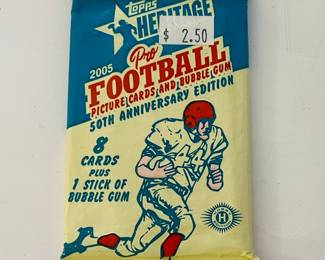 topps
HERITAGE
$ 2.50
2005
Pro
FOOTBALL
PICTURE CARDS AND BUBBLE GUM
50TH ANNIVERSARY EDITION
8
CARDS
PLUS
1 STICK OF
BUBBLE GUM
44
H